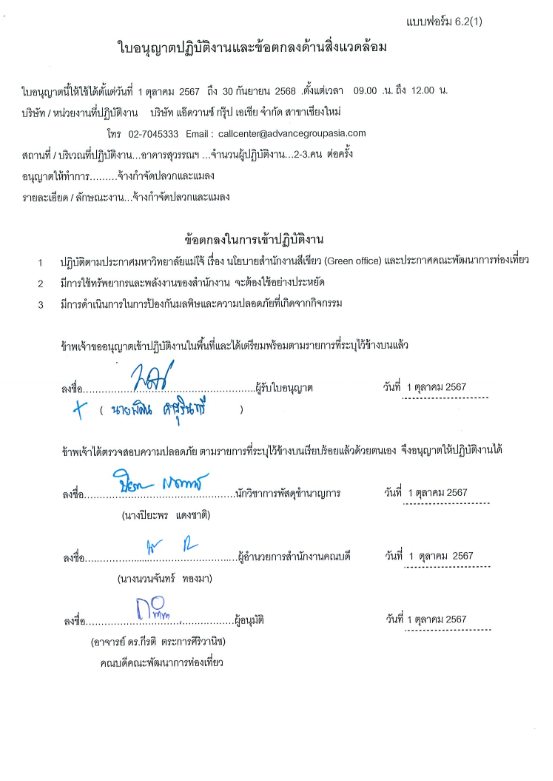 แบบฟอร์ม 6.2(1)
ใบอนุญาตปฏิบัติงานและข้อตกลงด้านสิ่งแวดล้อม
ใบอนุญาตนี้ให้ใช้ได้ตั้งแต่วันที่ 1 ตุลาคม 2567 ถึง 30 กันยายน 2568 .ตั้งแต่เวลา 09.00 .น. ถึง 12.00 น.
บริษัท / หน่วยงานที่ปฏิบัติงาน บริษัท แอ๊ดวานซ์ กรุ๊ป เอเชีย จำกัด สาขาเชียงใหม่
โทร 02-7045333 Email : callcenter@advancegroupasia.com
สถานที่ / บริเวณที่ปฏิบัติงาน...อาคารสุวรรณฯ ...จำนวนผู้ปฏิบัติงาน...2-3.คน ต่อครั้ง
อนุญาตให้ทำการ.........จ้างกำจัดปลวกและแมลง
รายละเอียด / ลักษณะงาน...จ้างกำจัดปลวกและแมลง
ข้อตกลงในการเข้าปฏิบัติงาน
1 ปฏิบัติตามประกาศมหาวิทยาลัยแม่โจ้ เรื่อง นโยบายสำนักงานสีเขียว (Green office) และประกาศคณะพัฒนาการท่องเที่ยว
2 มีการใช้ทรัพยากรและพลังงานของสำนักงาน จะต้องใช้อย่างประหยัด
3 มีการดำเนินการในการป้องกันมลพิษและความปลอดภัยที่เกิดจากกิจกรรม
ข้าพเจ้าขออนุญาตเข้าปฏิบัติงานในพื้นที่และได้เตรียมพร้อมตามรายการที่ระบุไว้ข้างบนแล้ว
ลงชื่อ...ผู้รับใบอนุญาต วันที่ 1 ตุลาคม 2567
( นาย )
ข้าพเจ้าได้ตรวจสอบความปลอดภัย ตามรายการที่ระบุไว้ข้างบนเรียบร้อยแล้วด้วยตนเอง จึงอนุญาตให้ปฏิบัติงานได้
ลงชื่อ...นักวิชาการพัสดุชำนาญการ วันที่ 1 ตุลาคม 2567
(นางปิยะพร แดงชาติ)
ลงชื่อ...ผู้อำนวยการสำนักงานคณบดี วันที่ 1 ตุลาคม 2567
(นางนวนจันทร์ ทองมา)
ลงชื่อ...ผู้อนุมัติ วันที่ 1 ตุลาคม 2567
(อาจารย์ ดร.กีรติ ตระการศิริวานิช)
คณบดีคณะพัฒนาการท่องเที่ยว